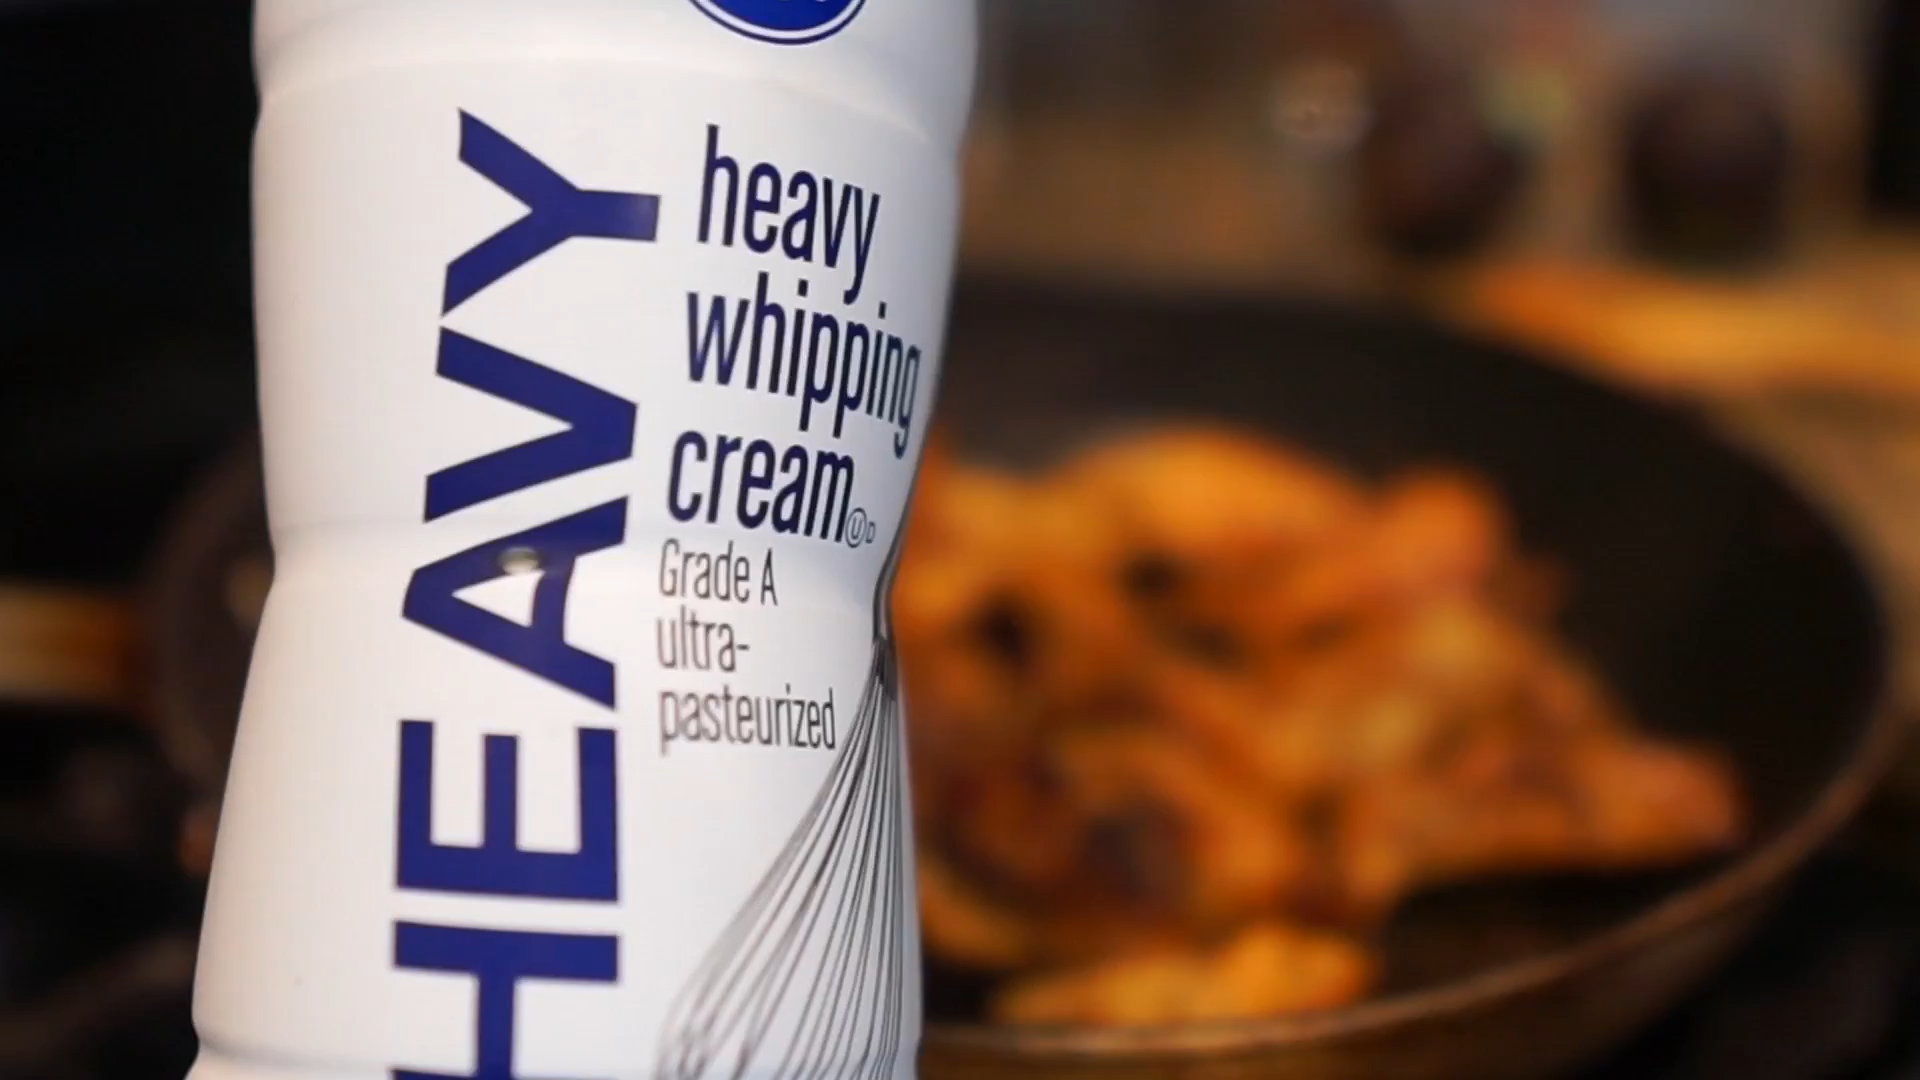 HEAVY
heavy
whipping
cream
Ⓤ D
Grade A
ultra-
pasteurized